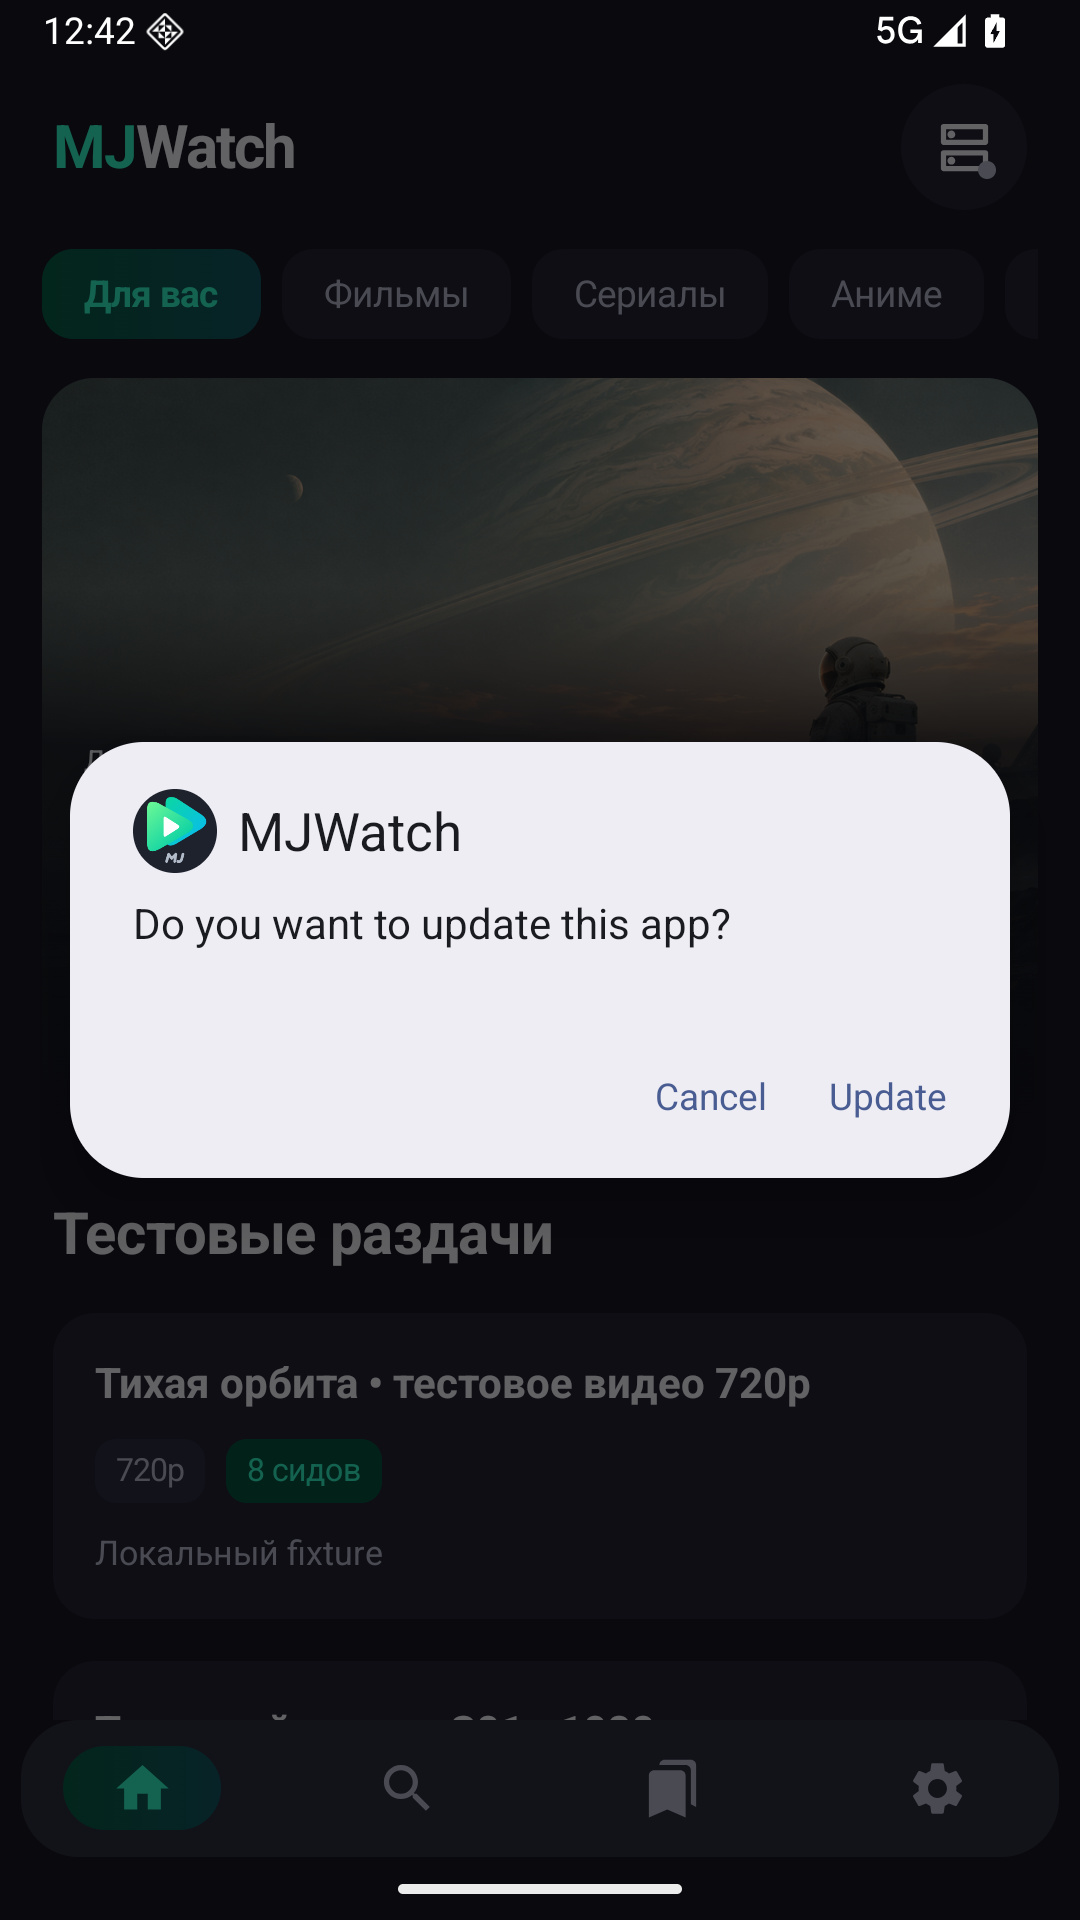 12:42
5G
MJWatch
Для вас
Фильмы
Сериалы
Аниме
MJ
MJWatch
Do you want to update this app?
Cancel
Update
Тестовые раздачи
Тихая орбита • тестовое видео 720p
720p
8 сидов
Локальный fixture